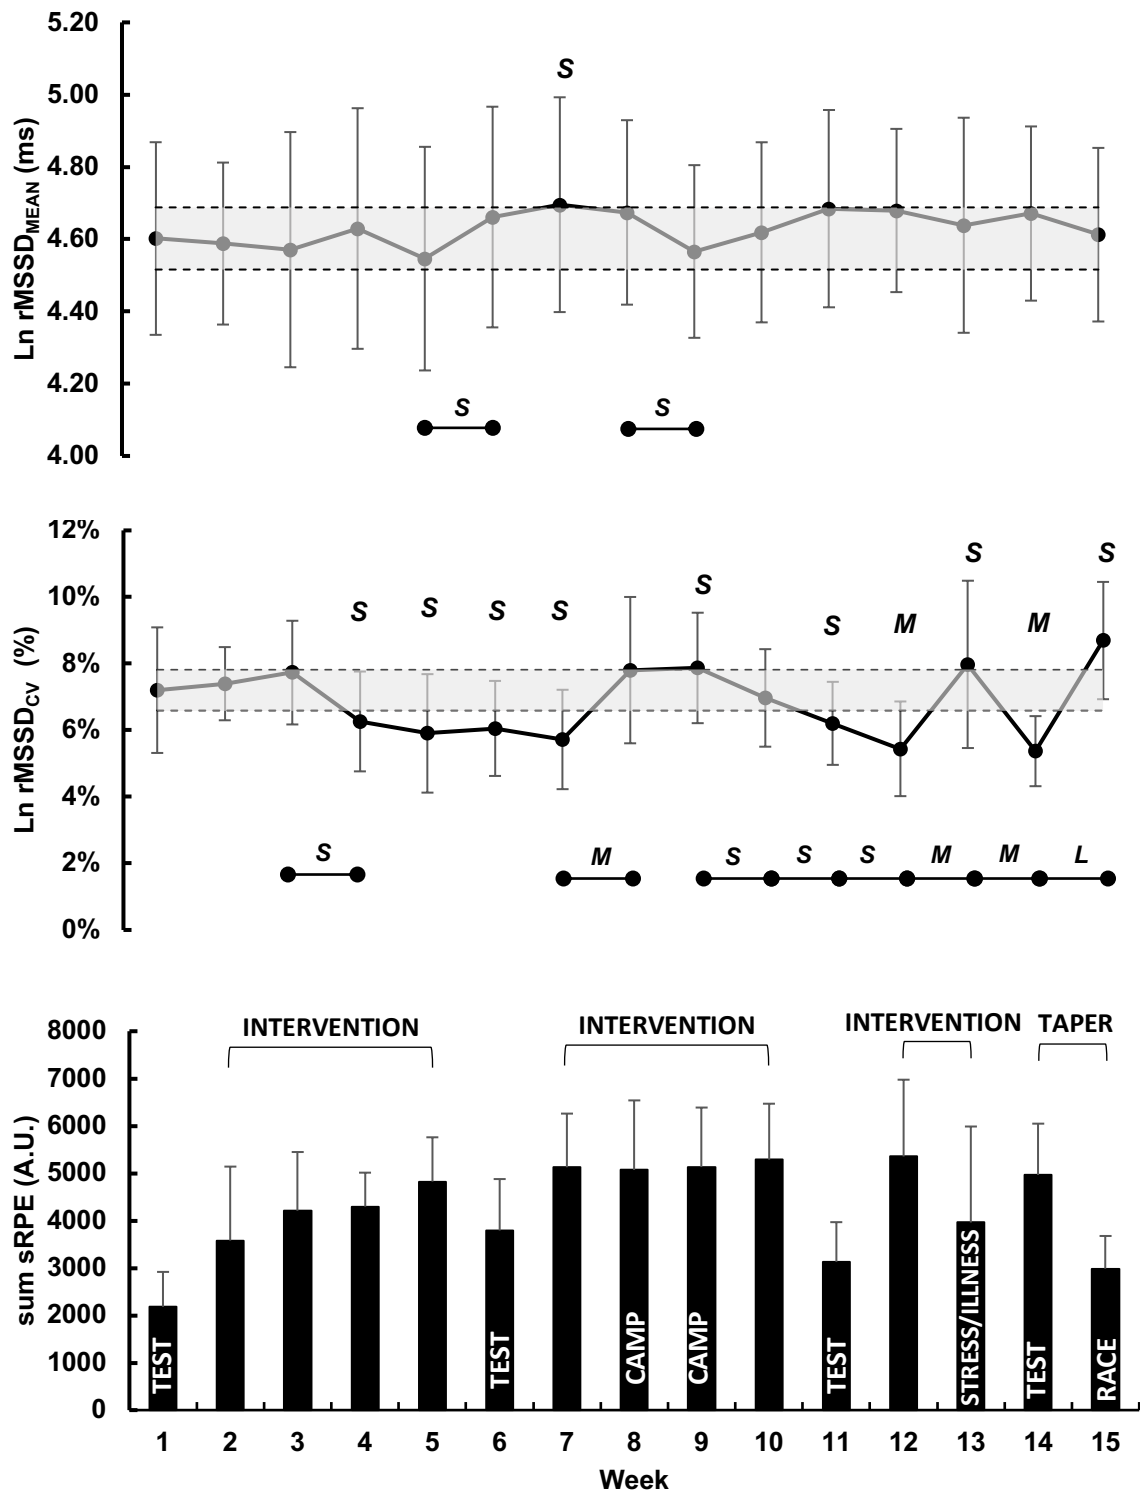 5.20
S
5.00
4.80
4.60
4.40
4.20
S S
4.00
Ln rMSSD_MEAN (ms)
12%
S S
10%
S S S S S S M M
8%
6%
4%
2%
S M S S S M M L
0%
Ln rMSSD_CV (%)
INTERVENTION INTERVENTION INTERVENTION TAPER
8000
7000
6000
5000
4000
3000
2000
1000
0
sum sRPE (A.U.)
TEST
TEST
CAMP
CAMP
TEST
STRESS/ILLNESS
TEST
RACE
1 2 3 4 5 6 7 8 9 10 11 12 13 14 15
Week